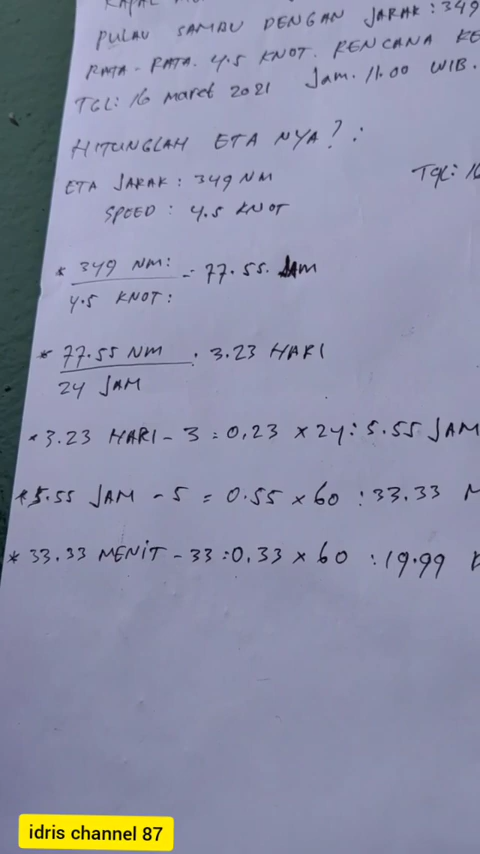 PULAU SAMBU DENGAN JARAK : 349
RATA - RATA. 4.5 KNOT. RENCANA KE
TGL: 16 maret 2021 Jam. 11.00 WIB.
HITUNGLAH ETA NYA ? :
ETA JARAK : 349 NM TGL: 16
SPEED : 4.5 KNOT
* 349 NM: = 77.55. JAM
4.5 KNOT:
* 77.55 NM . 3.23 HARI
24 JAM
* 3.23 HARI - 3 = 0,23 x 24 : 5.55 JAM
* 5.55 JAM - 5 = 0.55 x 60 : 33.33 M
* 33.33 MENIT - 33 : 0.33 x 60 : 19.99
idris channel 87